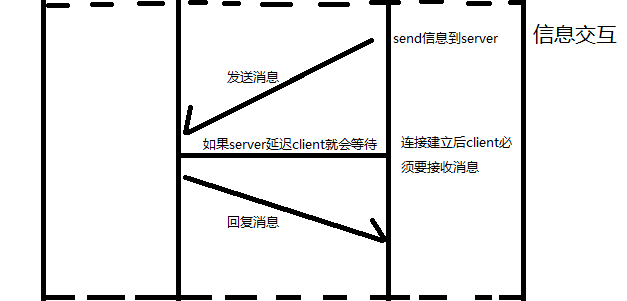 信息交互
send信息到server
发送消息
如果server延迟client就会等待
连接建立后client必
须要接收消息
回复消息